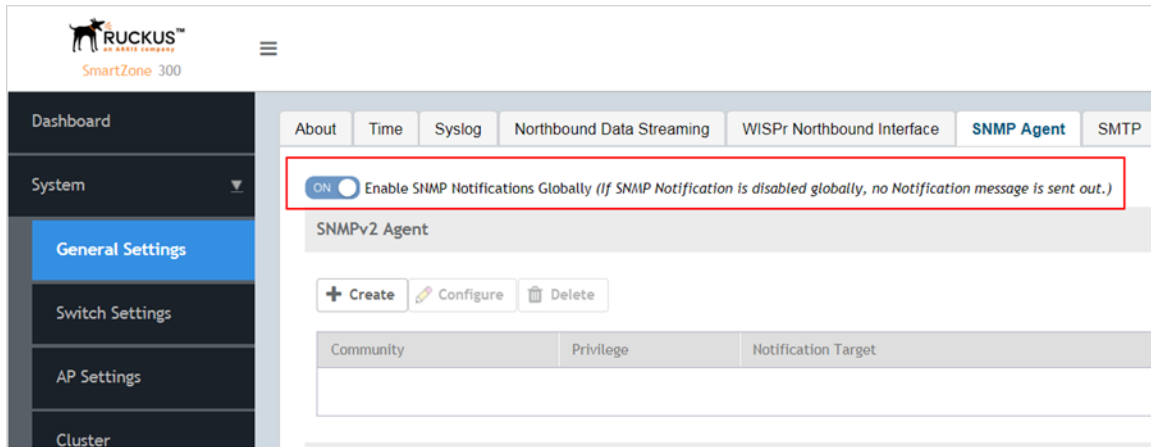 RUCKUS™
an ARRIS company
SmartZone 300
Dashboard
About Time Syslog Northbound Data Streaming WISPr Northbound Interface SNMP Agent SMTP
System
ON Enable SNMP Notifications Globally (If SNMP Notification is disabled globally, no Notification message is sent out.)
SNMPv2 Agent
General Settings
+ Create Configure Delete
Switch Settings
Community Privilege Notification Target
AP Settings
Cluster